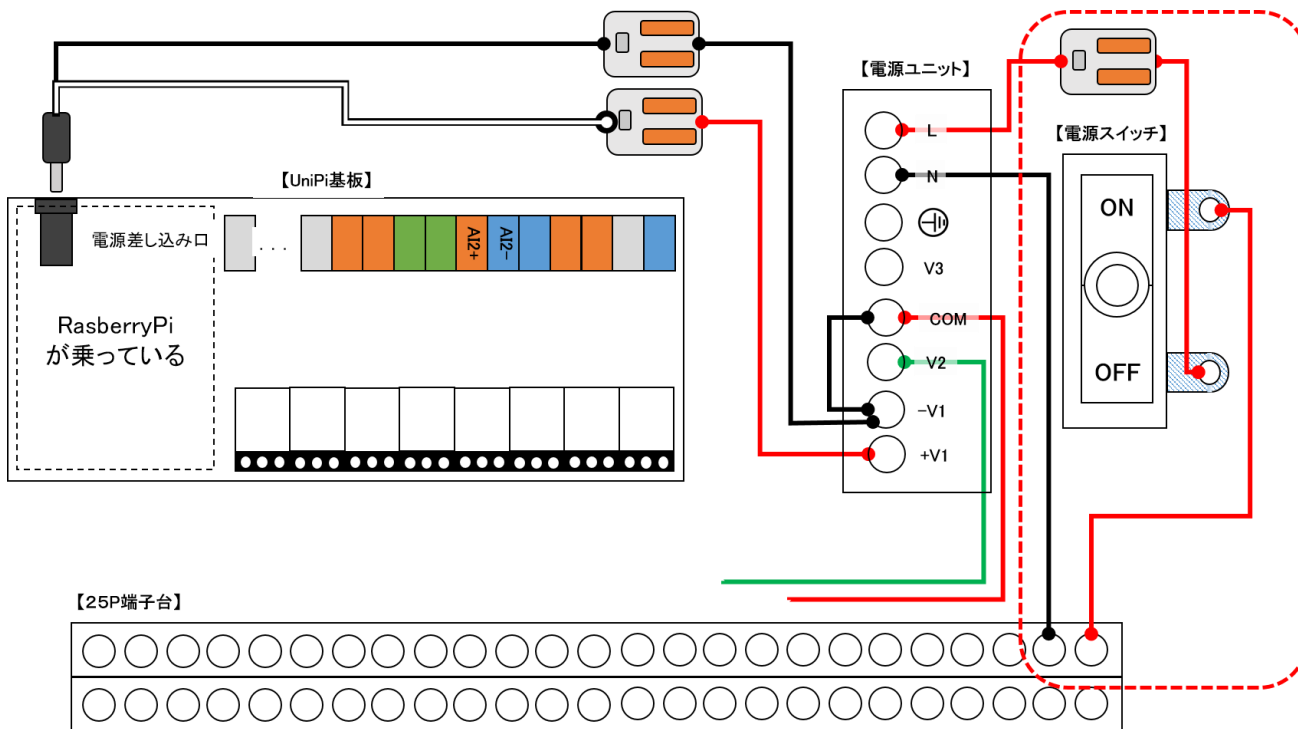 【電源ユニット】
【電源スイッチ】
【UniPi基板】
電源差し込み口
・・・
AI2+
AI2-
RasberryPi
が乗っている
L
N
V3
COM
V2
-V1
+V1
ON
OFF
【25P端子台】